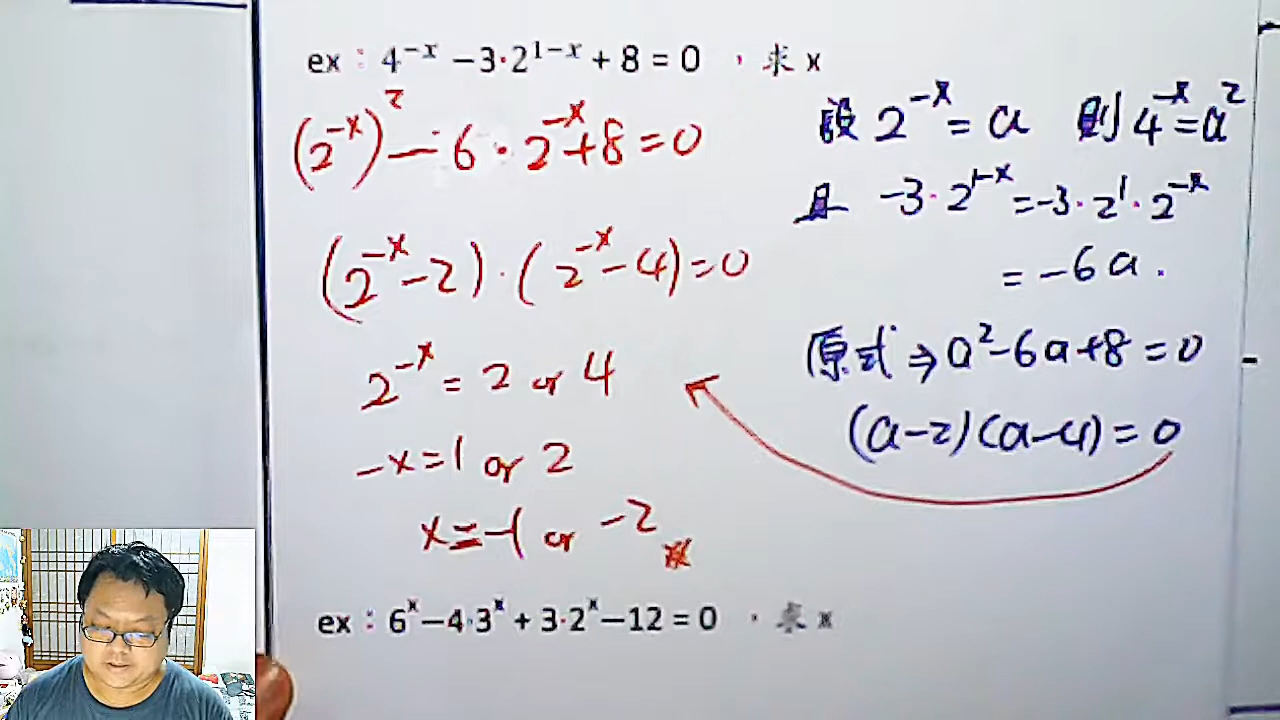 ex：4^{-x} − 3·2^{1−x} + 8 = 0 ，求 x
(2^{-x})² − 6·2^{-x} + 8 = 0
(2^{-x} − 2)·(2^{-x} − 4) = 0
2^{-x} = 2 or 4
-x = 1 or 2
x = -1 or -2
設 2^{-x} = a 則 4^{-x} = a²
且 -3·2^{1-x} = -3·2^1·2^{-x}
= -6a.
原式 ⇒ a² - 6a + 8 = 0
(a-2)(a-4) = 0
ex：6^x − 4·3^x + 3·2^x − 12 = 0 ，求 x